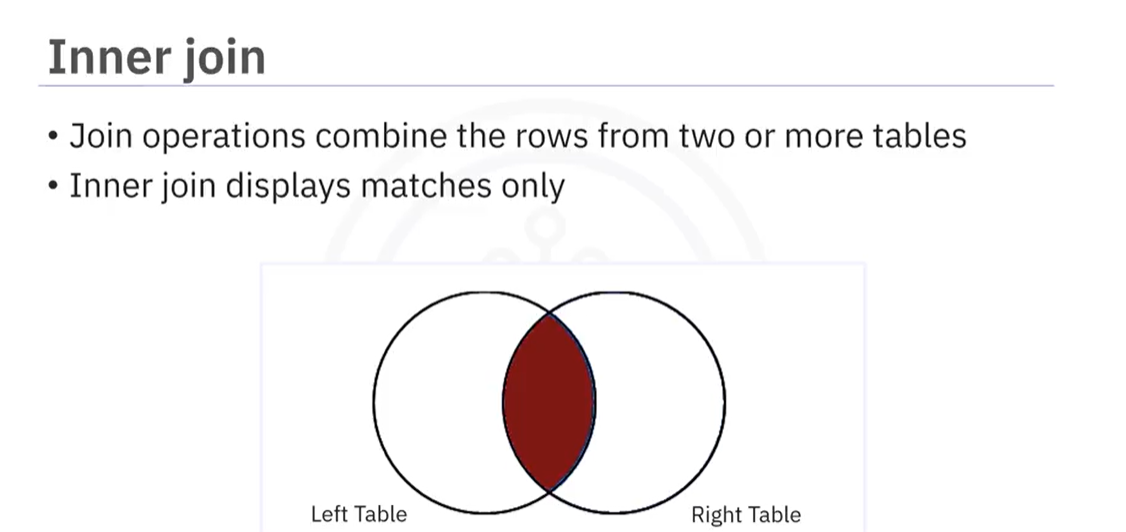 Inner join
• Join operations combine the rows from two or more tables
• Inner join displays matches only
Left Table
Right Table